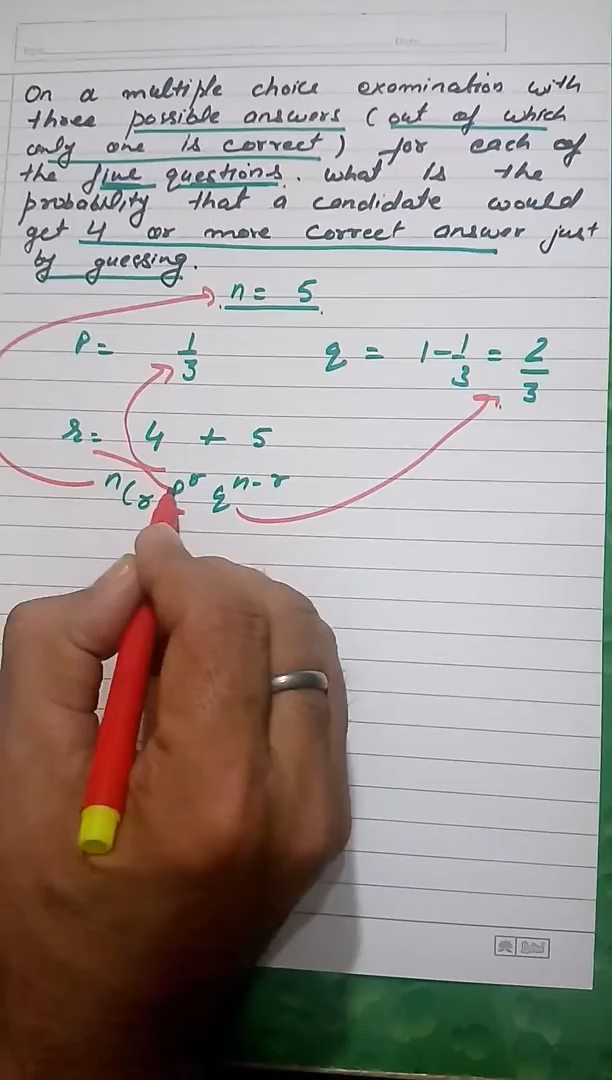 On a multiple choice examination with
three possible answers (out of which
only one is correct) for each of
the five questions. what is the
probability that a candidate would
get 4 or more correct answer just
by guessing.
n = 5
P = 1/3 q = 1 - 1/3 = 2/3
r = 4 + 5
nCr p^r q^n-r